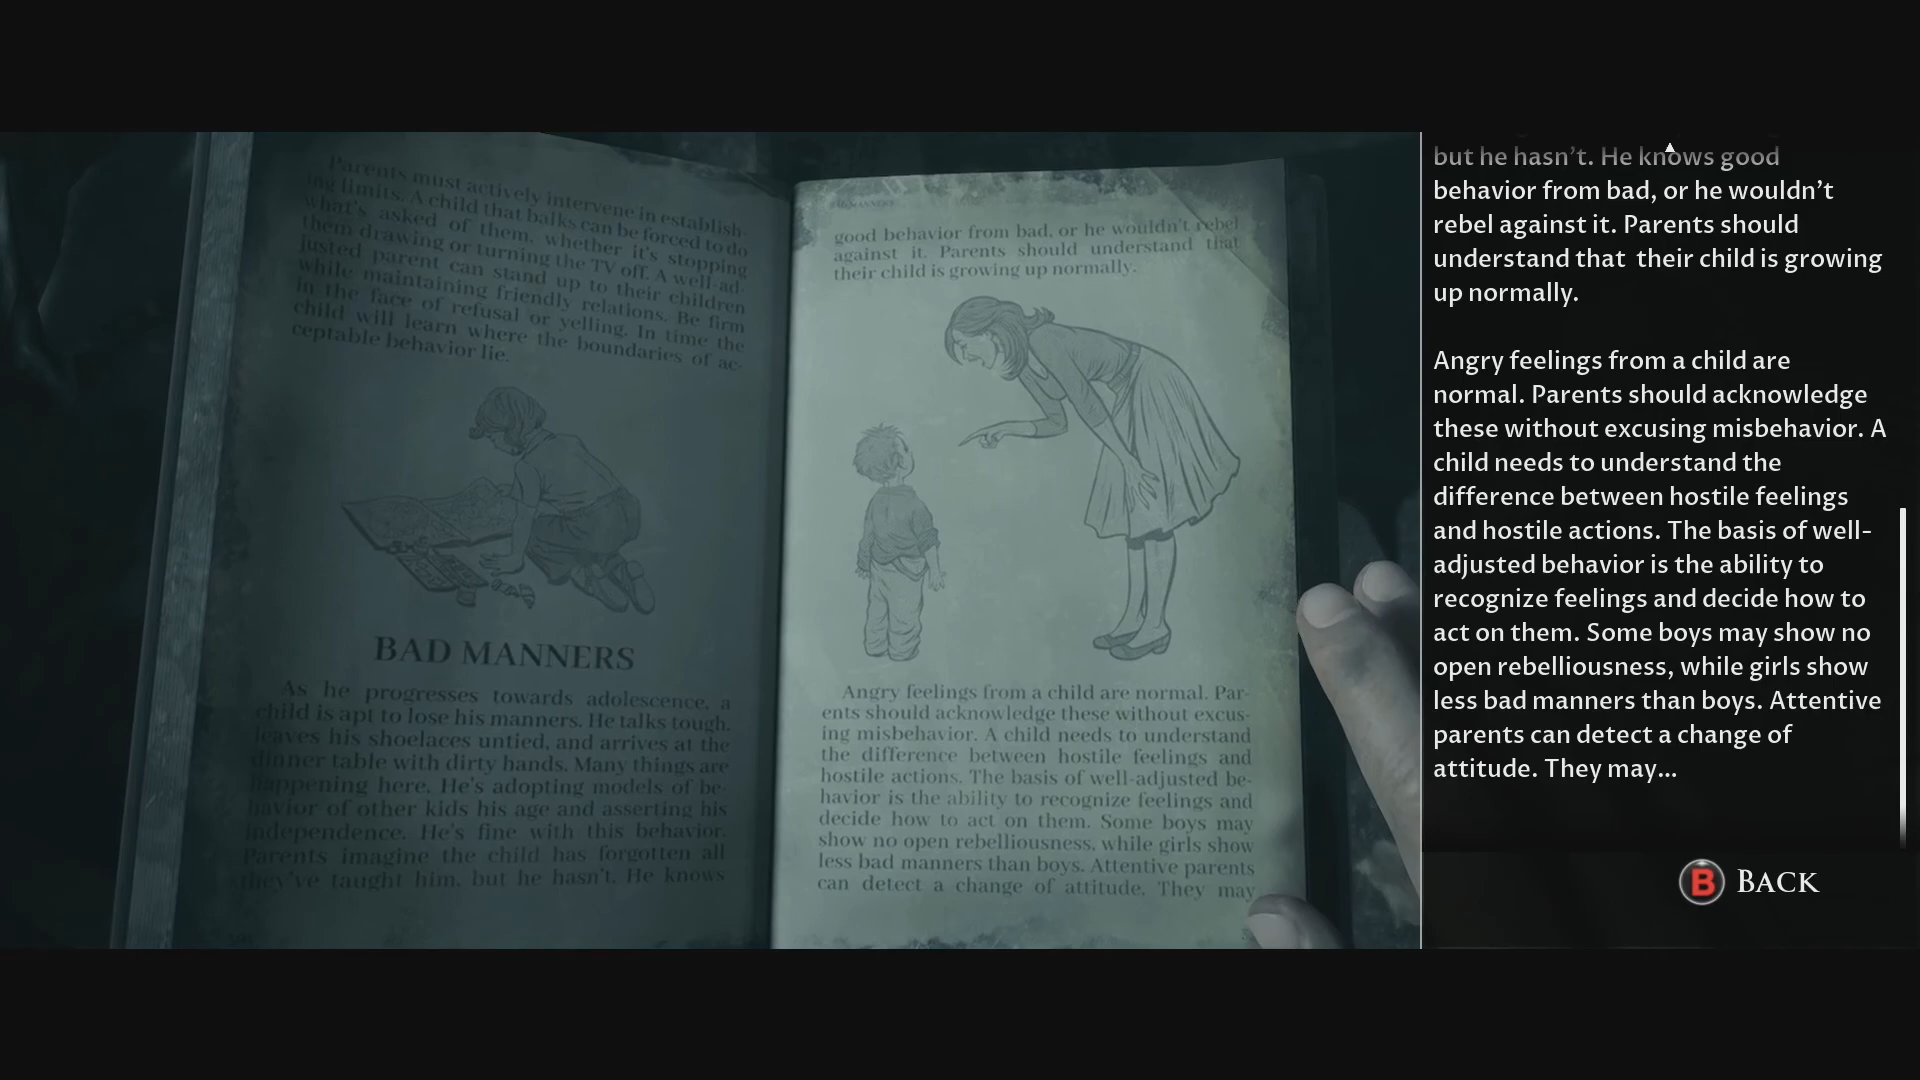 Parents must actively intervene in establish-
ing limits. A child that balks can be forced to do
what's asked of them, whether it's stopping
them drawing or turning the TV off. A well-ad-
justed parent can stand up to their children
while maintaining friendly relations. Be firm
in the face of refusal or yelling. In time the
child will learn where the boundaries of ac-
ceptable behavior lie.
BAD MANNERS
As he progresses towards adolescence, a
child is apt to lose his manners. He talks tough,
leaves his shoelaces untied, and arrives at the
dinner table with dirty hands. Many things are
happening here. He's adopting models of be-
havior of other kids his age and asserting his
independence. He's fine with this behavior.
Parents imagine the child has forgotten all
they've taught him, but he hasn't. He knows
BAD MANNERS
good behavior from bad, or he wouldn't rebel
against it. Parents should understand that
their child is growing up normally.
Angry feelings from a child are normal. Par-
ents should acknowledge these without excus-
ing misbehavior. A child needs to understand
the difference between hostile feelings and
hostile actions. The basis of well-adjusted be-
havior is the ability to recognize feelings and
decide how to act on them. Some boys may
show no open rebelliousness, while girls show
less bad manners than boys. Attentive parents
can detect a change of attitude. They may
but he hasn't. He knows good
behavior from bad, or he wouldn't
rebel against it. Parents should
understand that  their child is growing
up normally.
Angry feelings from a child are
normal. Parents should acknowledge
these without excusing misbehavior. A
child needs to understand the
difference between hostile feelings
and hostile actions. The basis of well-
adjusted behavior is the ability to
recognize feelings and decide how to
act on them. Some boys may show no
open rebelliousness, while girls show
less bad manners than boys. Attentive
parents can detect a change of
attitude. They may...
B BACK